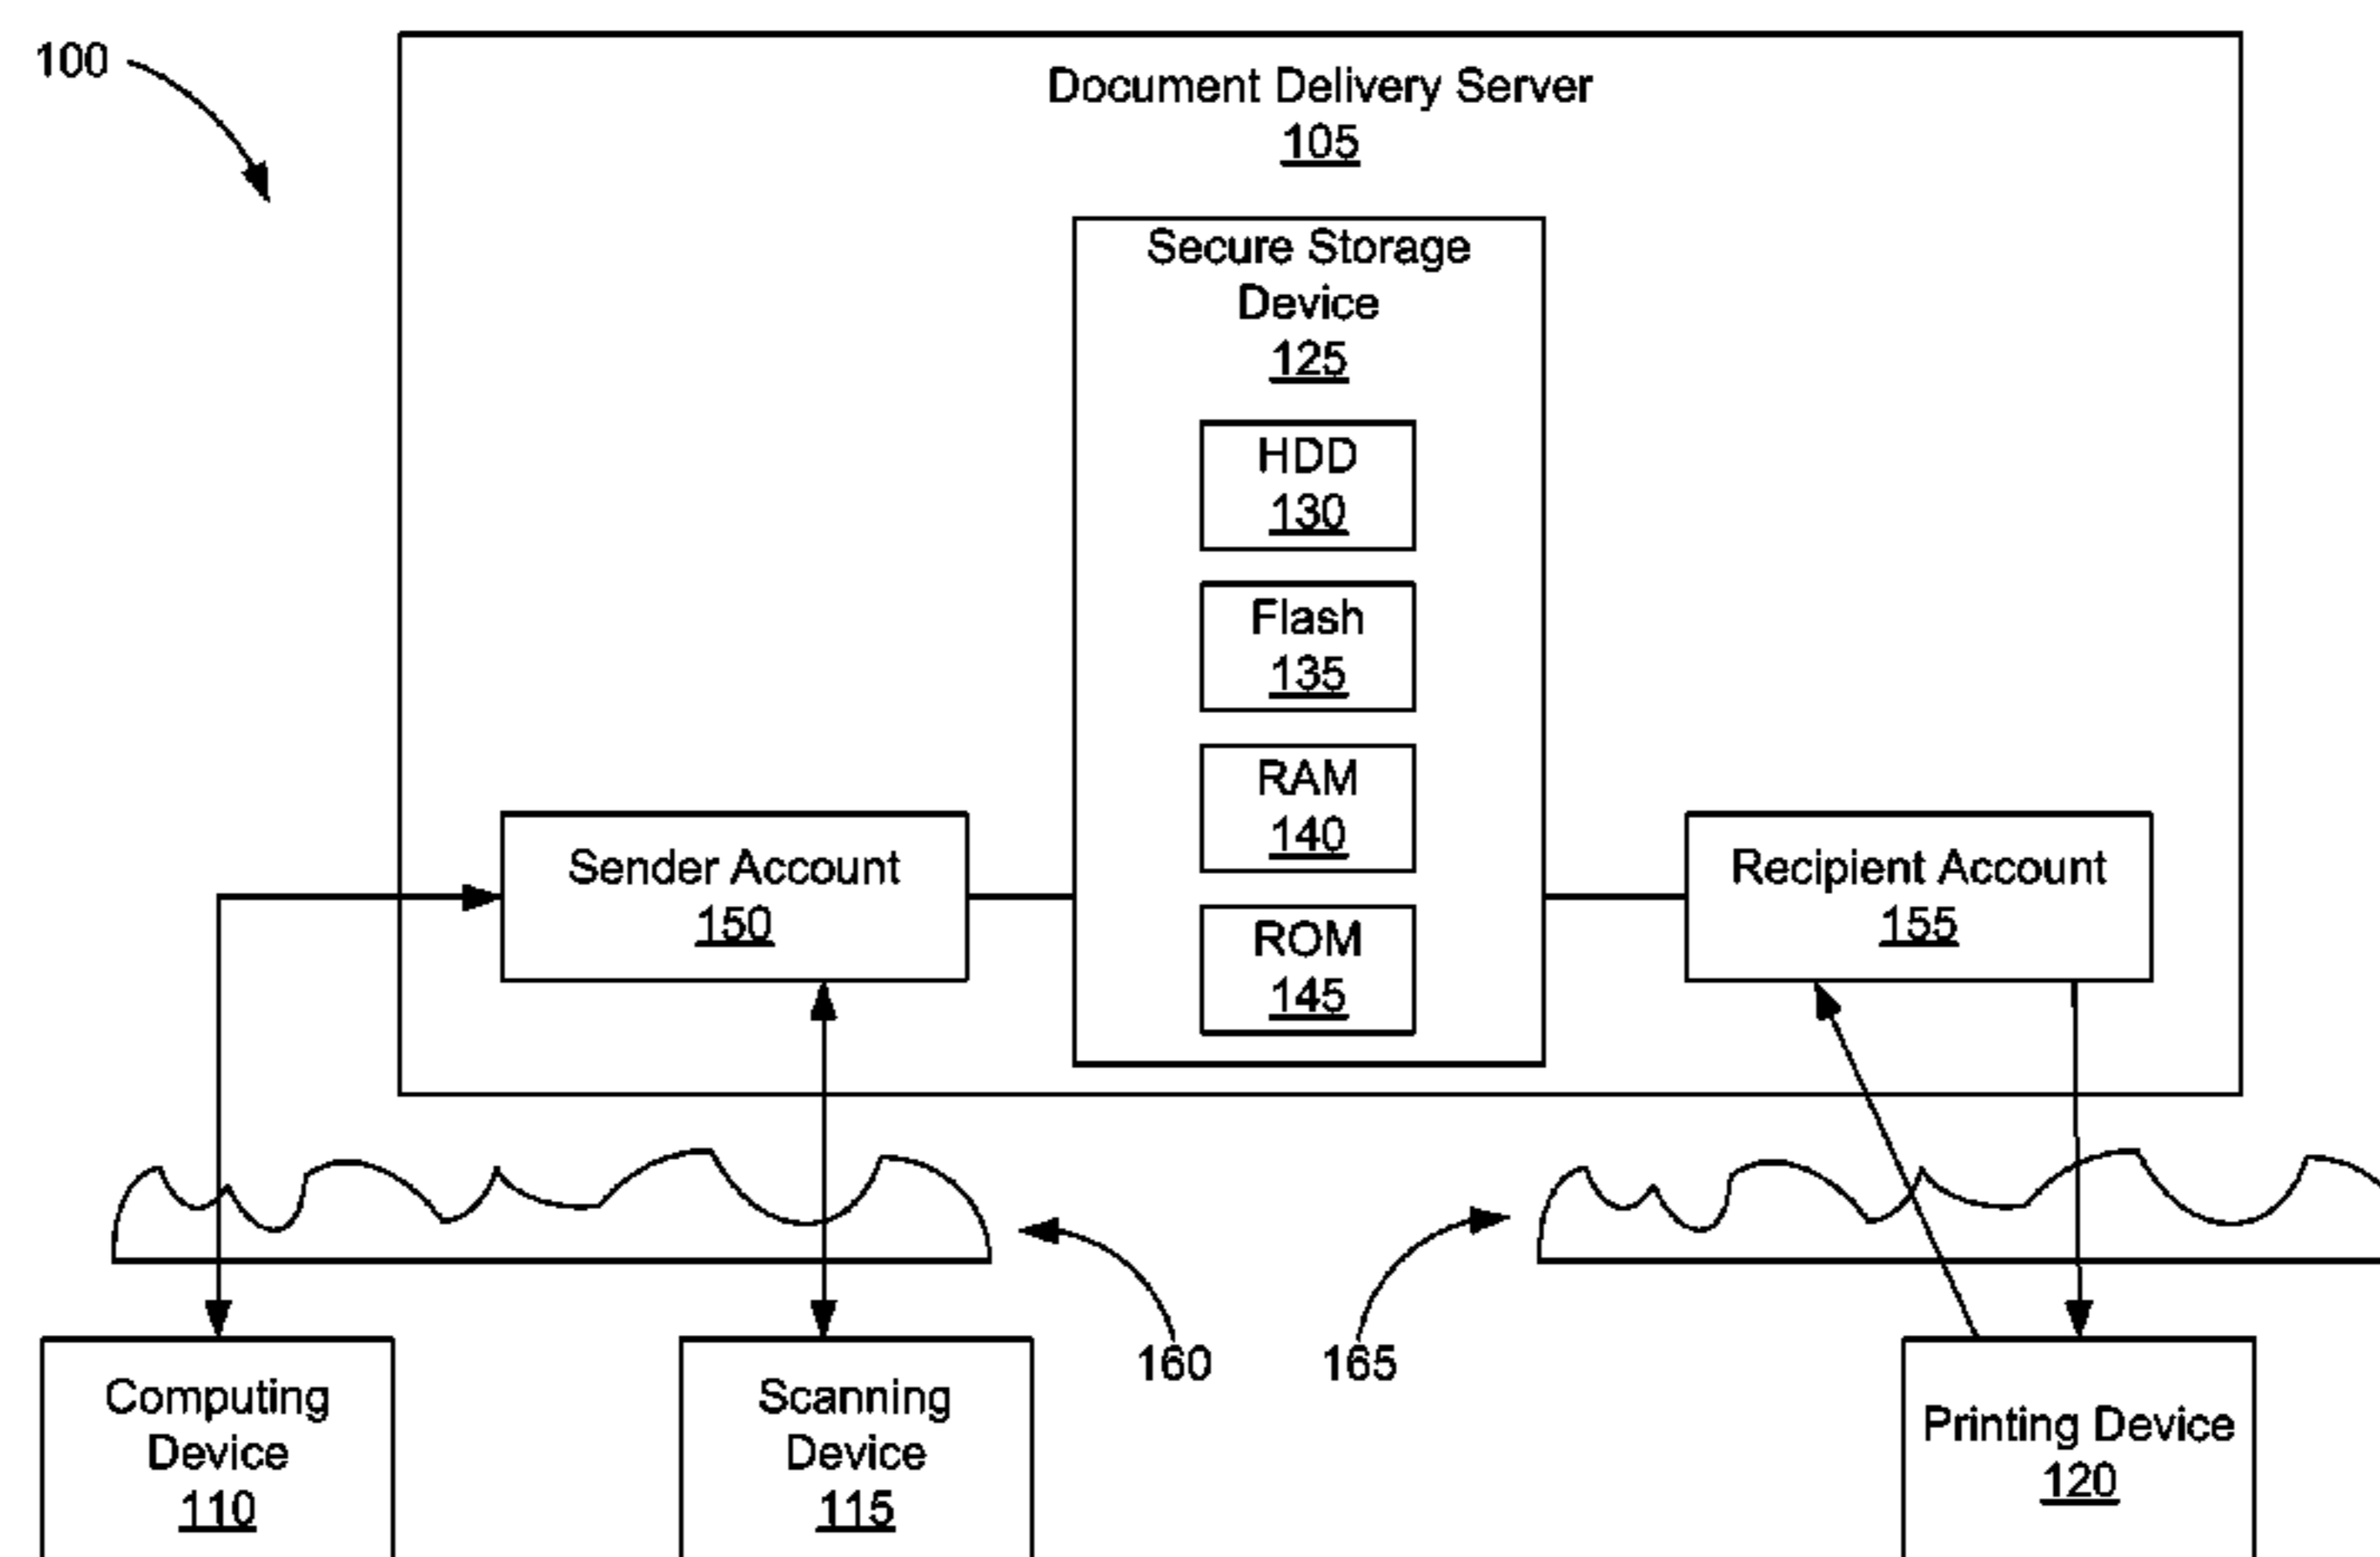 100
Document Delivery Server
105
Secure Storage
Device
125
HDD
130
Flash
135
RAM
140
ROM
145
Sender Account
150
Recipient Account
155
160
165
Computing
Device
110
Scanning
Device
115
Printing Device
120